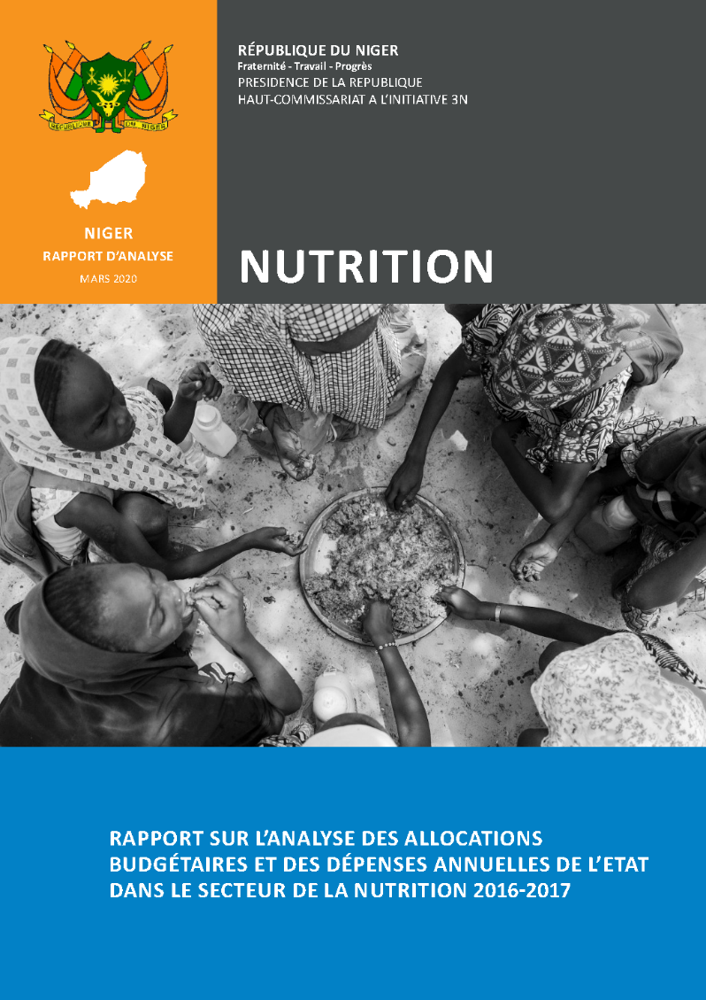 RÉPUBLIQUE DU NIGER
Fraternité - Travail - Progrès
PRESIDENCE DE LA REPUBLIQUE
HAUT-COMMISSARIAT A L'INITIATIVE 3N
REPUBLIQUE DU NIGER
NIGER
RAPPORT D'ANALYSE
MARS 2020
NUTRITION
RAPPORT SUR L'ANALYSE DES ALLOCATIONS
BUDGÉTAIRES ET DES DÉPENSES ANNUELLES DE L'ETAT
DANS LE SECTEUR DE LA NUTRITION 2016-2017